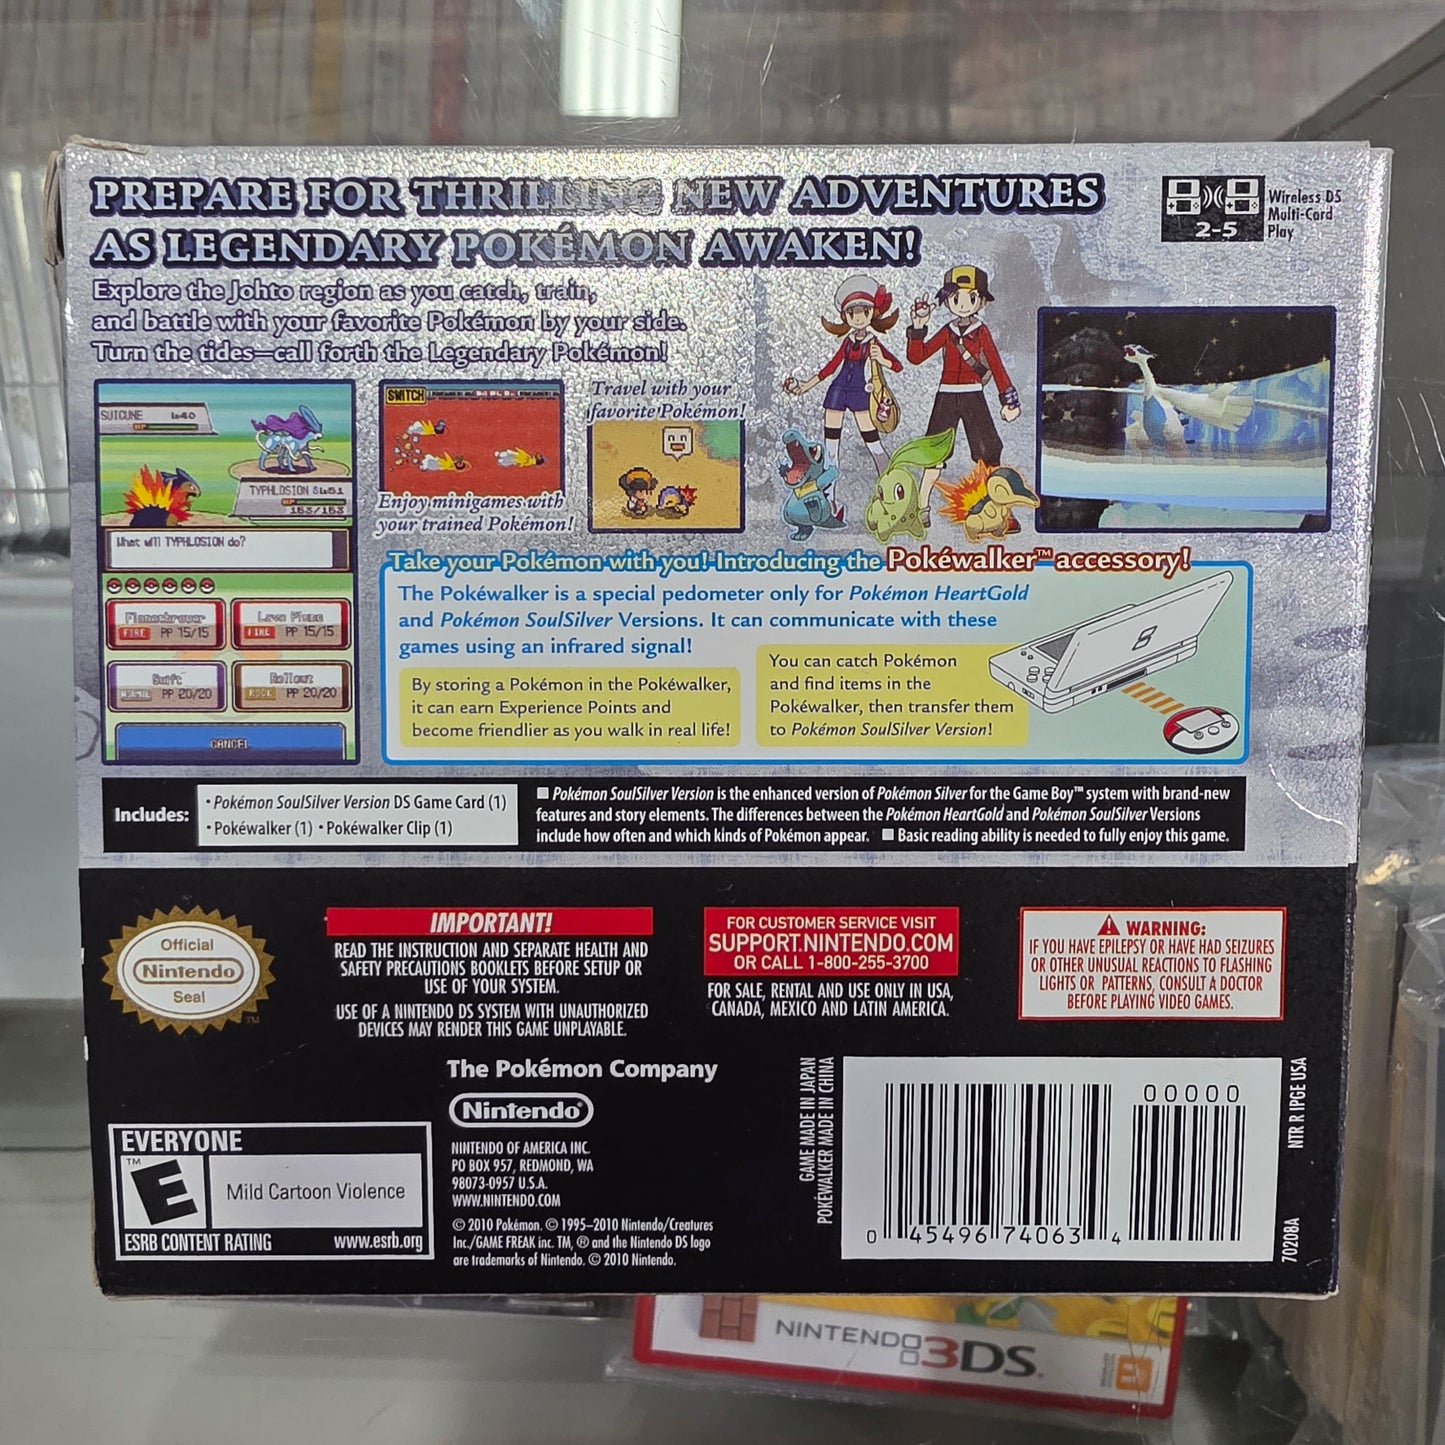 PREPARE FOR THRILLING NEW ADVENTURES
AS LEGENDARY POKÉMON AWAKEN!
2-5
Wireless DS
Multi-Card
Play
Explore the Johto region as you catch, train,
and battle with your favorite Pokémon by your side.
Turn the tides—call forth the Legendary Pokémon!
SUICUNE Lv40
HP
TYPHLOSION ♂Lv51
HP
153/153
What will TYPHLOSION do?
Flamethrower
FIRE PP 15/15
Lava Plume
FIRE PP 15/15
Swift
NORMAL PP 20/20
Rollout
ROCK PP 20/20
CANCEL
SWITCH
Enjoy minigames with
your trained Pokémon!
Travel with your
favorite Pokémon!
Take your Pokémon with you! Introducing the Pokéwalker™ accessory!
The Pokéwalker is a special pedometer only for Pokémon HeartGold
and Pokémon SoulSilver Versions. It can communicate with these
games using an infrared signal!
By storing a Pokémon in the Pokéwalker,
it can earn Experience Points and
become friendlier as you walk in real life!
You can catch Pokémon
and find items in the
Pokéwalker, then transfer them
to Pokémon SoulSilver Version!
Includes:
• Pokémon SoulSilver Version DS Game Card (1)
• Pokéwalker (1) • Pokéwalker Clip (1)
■ Pokémon SoulSilver Version is the enhanced version of Pokémon Silver for the Game Boy™ system with brand-new
features and story elements. The differences between the Pokémon HeartGold and Pokémon SoulSilver Versions
include how often and which kinds of Pokémon appear. ■ Basic reading ability is needed to fully enjoy this game.
Official
Nintendo
Seal
TM
IMPORTANT!
READ THE INSTRUCTION AND SEPARATE HEALTH AND
SAFETY PRECAUTIONS BOOKLETS BEFORE SETUP OR
USE OF YOUR SYSTEM.
USE OF A NINTENDO DS SYSTEM WITH UNAUTHORIZED
DEVICES MAY RENDER THIS GAME UNPLAYABLE.
FOR CUSTOMER SERVICE VISIT
SUPPORT.NINTENDO.COM
OR CALL 1-800-255-3700
FOR SALE, RENTAL AND USE ONLY IN USA,
CANADA, MEXICO AND LATIN AMERICA.
WARNING:
IF YOU HAVE EPILEPSY OR HAVE HAD SEIZURES
OR OTHER UNUSUAL REACTIONS TO FLASHING
LIGHTS OR PATTERNS, CONSULT A DOCTOR
BEFORE PLAYING VIDEO GAMES.
The Pokémon Company
Nintendo®
NINTENDO OF AMERICA INC.
PO BOX 957, REDMOND, WA
98073-0957 U.S.A.
WWW.NINTENDO.COM
© 2010 Pokémon. © 1995–2010 Nintendo/Creatures
Inc./GAME FREAK inc. TM, ® and the Nintendo DS logo
are trademarks of Nintendo. © 2010 Nintendo.
EVERYONE
TM
E
Mild Cartoon Violence
ESRB CONTENT RATING www.esrb.org
GAME MADE IN JAPAN
POKÉWALKER MADE IN CHINA
00000
0 45496 74063 4
NTR R IPGE USA
70208A
NINTENDO 3DS